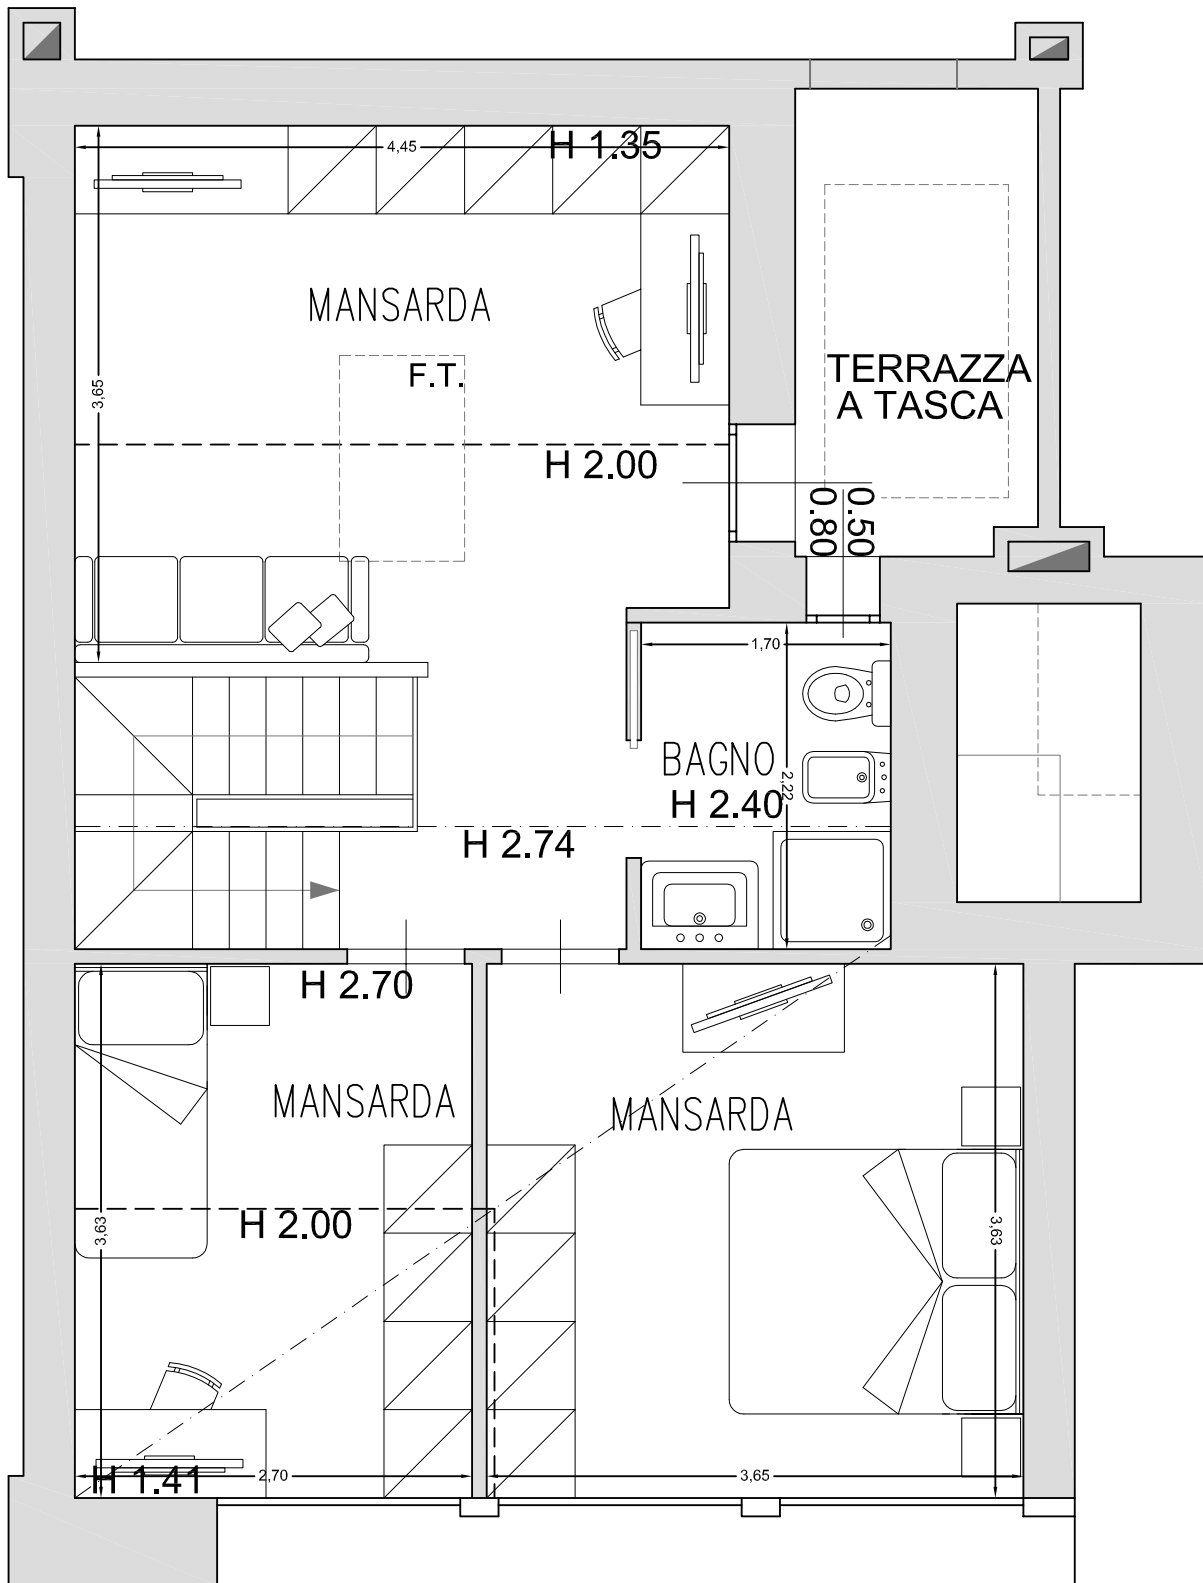 4,45
H 1.35
MANSARDA
F.T.
TERRAZZA
A TASCA
3,65
H 2.00
0.50
0.80
1,70
BAGNO
2,22
H 2.40
H 2.74
H 2.70
MANSARDA
MANSARDA
3,63
H 2.00
3,63
H 1.41
2,70
3,65